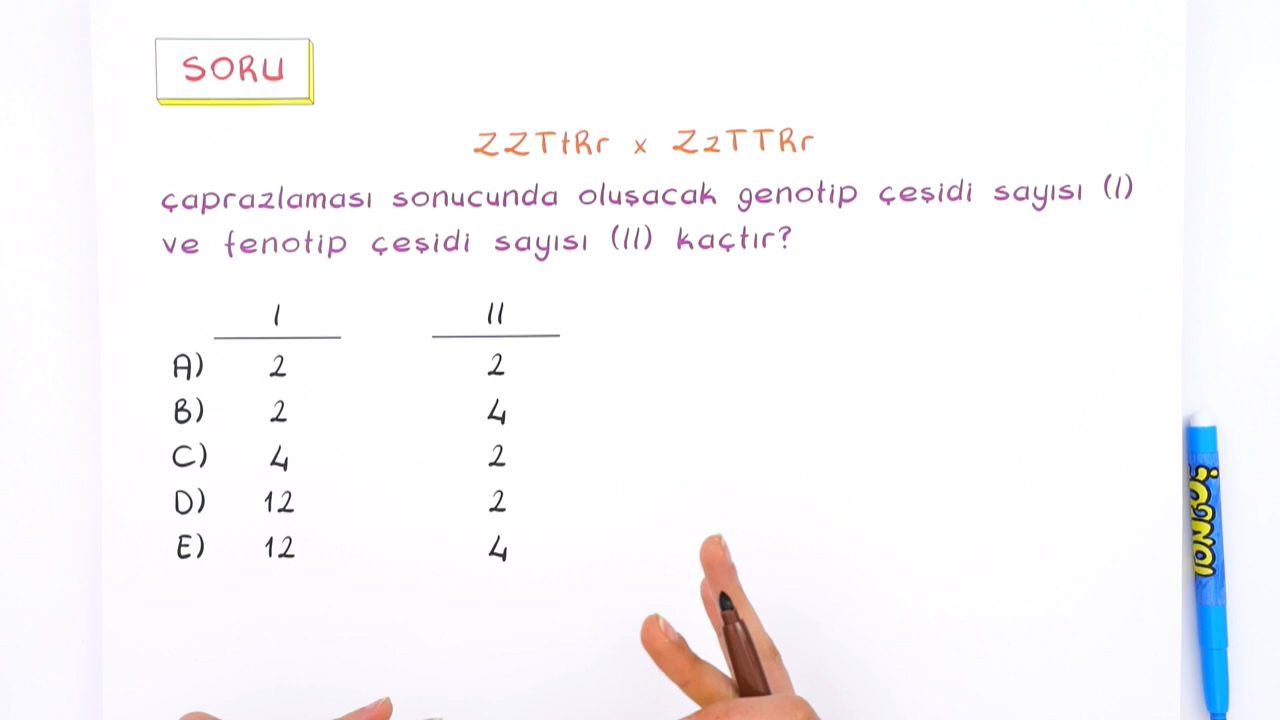 SORU
ZZTtRr x ZzTTRr
çaprazlaması sonucunda oluşacak genotip çeşidi sayısı (I)
ve fenotip çeşidi sayısı (II) kaçtır?
I II
A) 2 2
B) 2 4
C) 4 2
D) 12 2
E) 12 4